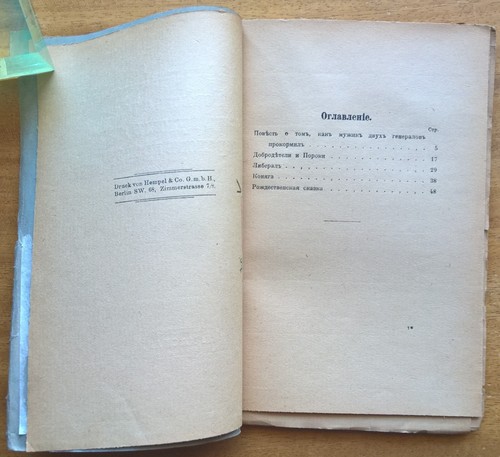 Druck von Hempel & Co. G. m. b. H.,
Berlin SW. 68, Zimmerstrasse 7/8.
Оглавленіе.
Стр.
Повѣсть о томъ, какъ мужикъ двухъ генераловъ
прокормилъ . . . . . . . . . . . . 5
Добродѣтели и Пороки . . . . . . . . . . 17
Либералъ . . . . . . . . . . . . . . 29
Коняга . . . . . . . . . . . . . . 38
Рождественская сказка . . . . . . . . . . 48
1*